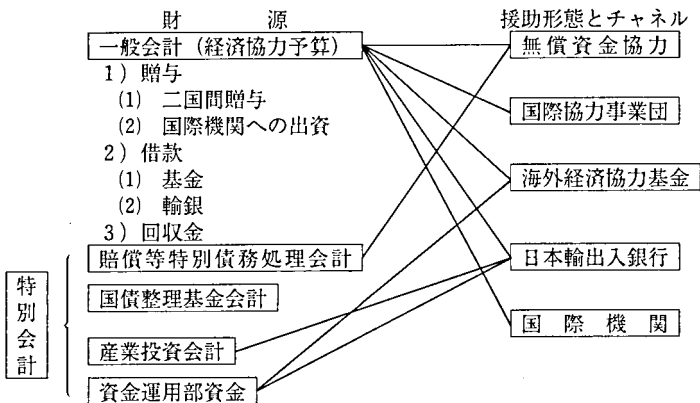 財源
一般会計（経済協力予算）
1）贈与
(1) 二国間贈与
(2) 国際機関への出資
2）借款
(1) 基金
(2) 輸銀
3）回収金
賠償等特別債務処理会計
特別会計
国債整理基金会計
産業投資会計
資金運用部資金
援助形態とチャネル
無償資金協力
国際協力事業団
海外経済協力基金
日本輸出入銀行
国際機関